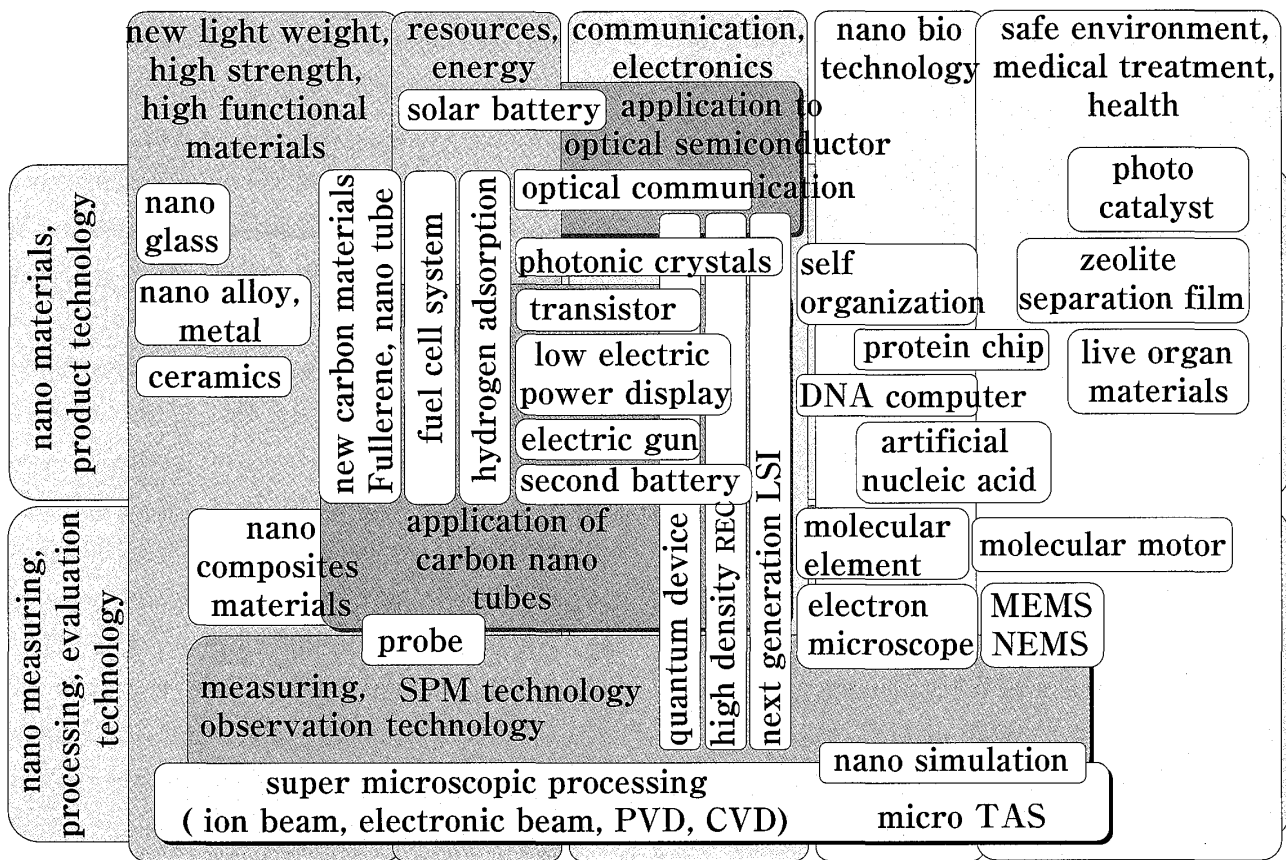 new light weight,
high strength,
high functional
materials
resources,
energy
communication,
electronics
nano bio
technology
safe environment,
medical treatment,
health
solar battery
application to
optical semiconductor
nano materials,
product technology
nano
glass
nano alloy,
metal
ceramics
new carbon materials
Fullerene, nano tube
fuel cell system
hydrogen adsorption
optical communication
photonic crystals
transistor
low electric
power display
electric gun
second battery
self
organization
protein chip
DNA computer
artificial
nucleic acid
photo
catalyst
zeolite
separation film
live organ
materials
nano measuring,
processing, evaluation
technology
nano
composites
materials
application of
carbon nano
tubes
probe
quantum device
high density REC
next generation LSI
molecular
element
molecular motor
electron
microscope
MEMS
NEMS
measuring, SPM technology
observation technology
nano simulation
super microscopic processing
( ion beam, electronic beam, PVD, CVD)
micro TAS